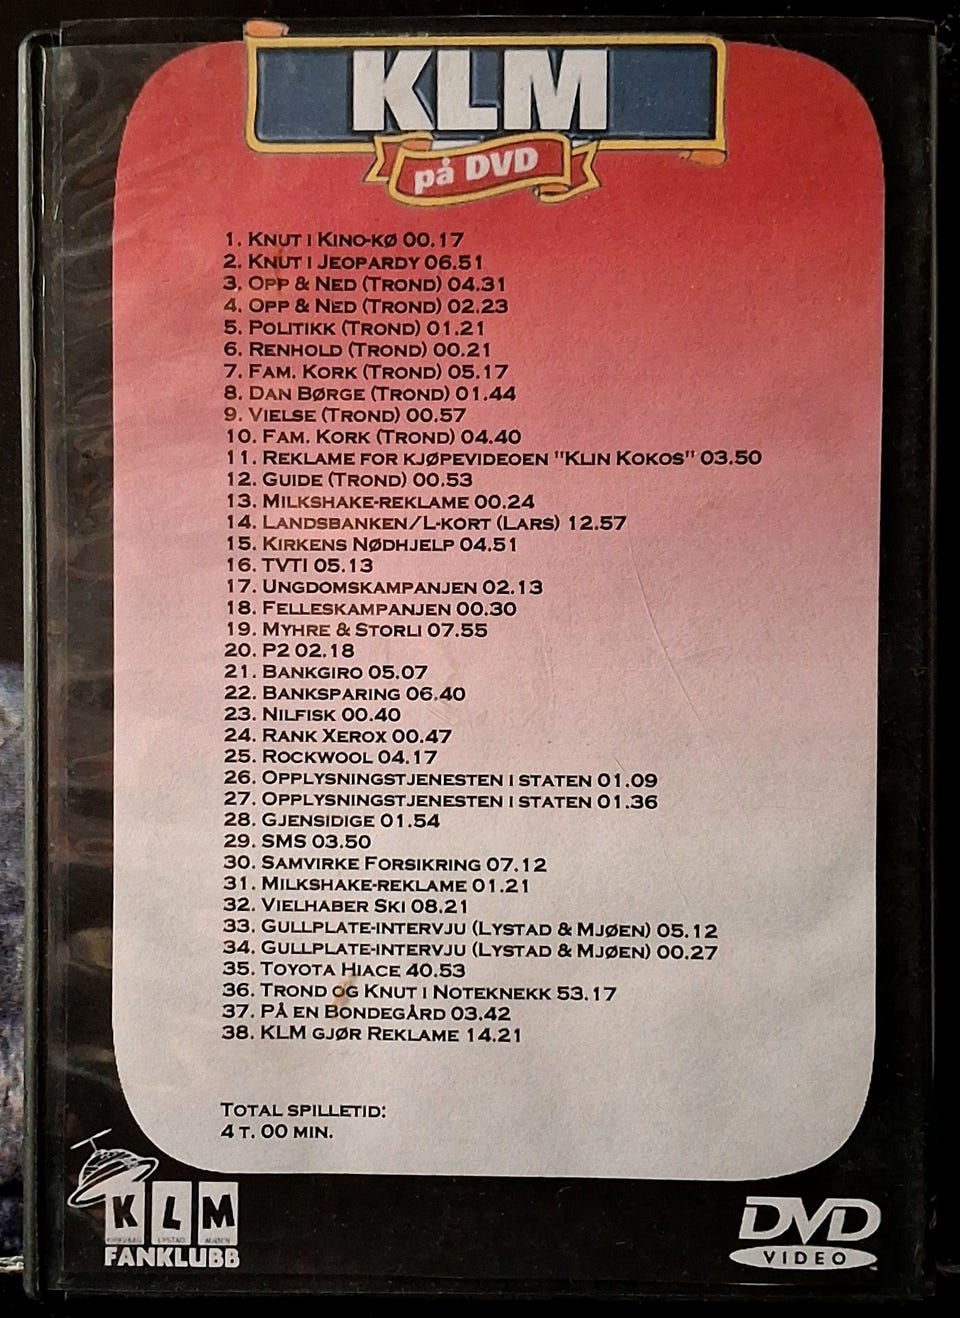 KLM
på DVD
1. Knut i Kino-kø 00.17
2. Knut i Jeopardy 06.51
3. Opp & Ned (Trond) 04.31
4. Opp & Ned (Trond) 02.23
5. Politikk (Trond) 01.21
6. Renhold (Trond) 00.21
7. Fam. Kork (Trond) 05.17
8. Dan Børge (Trond) 01.44
9. Vielse (Trond) 00.57
10. Fam. Kork (Trond) 04.40
11. Reklame for kjøpevideoen "Klin Kokos" 03.50
12. Guide (Trond) 00.53
13. Milkshake-reklame 00.24
14. Landsbanken/L-kort (Lars) 12.57
15. Kirkens Nødhjelp 04.51
16. TVTI 05.13
17. Ungdomskampanjen 02.13
18. Felleskampanjen 00.30
19. Myhre & Storli 07.55
20. P2 02.18
21. Bankgiro 05.07
22. Banksparing 06.40
23. Nilfisk 00.40
24. Rank Xerox 00.47
25. Rockwool 04.17
26. Opplysningstjenesten i staten 01.09
27. Opplysningstjenesten i staten 01.36
28. Gjensidige 01.54
29. SMS 03.50
30. Samvirke Forsikring 07.12
31. Milkshake-reklame 01.21
32. Vielhaber Ski 08.21
33. Gullplate-intervju (Lystad & Mjøen) 05.12
34. Gullplate-intervju (Lystad & Mjøen) 00.27
35. Toyota Hiace 40.53
36. Trond og Knut i Noteknekk 53.17
37. På en Bondegård 03.42
38. KLM gjør Reklame 14.21
Total spilletid:
4 t. 00 min.
KLM
KIRKVAAG LYSTAD MJØEN
FANKLUBB
DVD
VIDEO